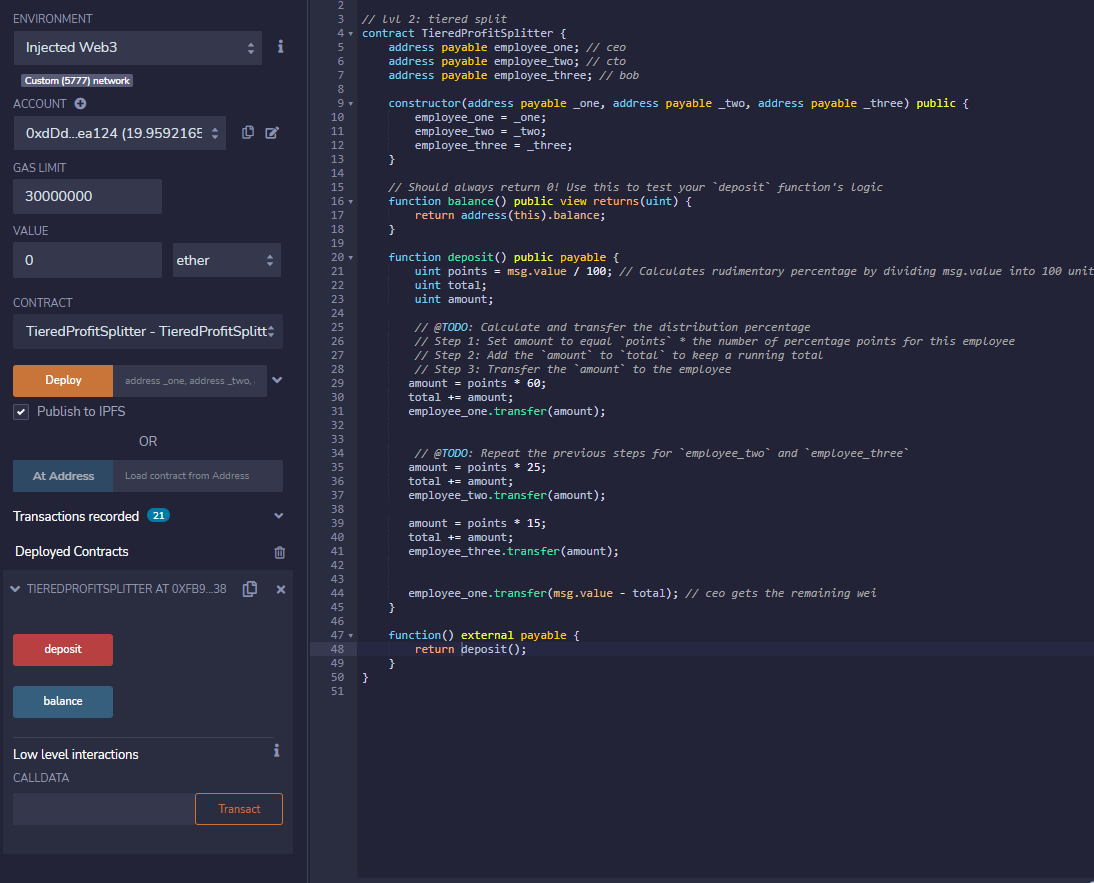 ENVIRONMENT
Injected Web3
Custom (5777) network
ACCOUNT
0xdDd...ea124 (19.9592165
GAS LIMIT
30000000
VALUE
0
ether
CONTRACT
TieredProfitSplitter - TieredProfitSplitt
Deploy
address _one, address _two, a
Publish to IPFS
OR
At Address
Load contract from Address
Transactions recorded 21
Deployed Contracts
TIEREDPROFITSPLITTER AT 0XFB9...38
deposit
balance
Low level interactions
CALLDATA
Transact
2
3 // lvl 2: tiered split
4 contract TieredProfitSplitter {
5 address payable employee_one; // ceo
6 address payable employee_two; // cto
7 address payable employee_three; // bob
8
9 constructor(address payable _one, address payable _two, address payable _three) public {
10 employee_one = _one;
11 employee_two = _two;
12 employee_three = _three;
13 }
14
15 // Should always return 0! Use this to test your `deposit` function's logic
16 function balance() public view returns(uint) {
17 return address(this).balance;
18 }
19
20 function deposit() public payable {
21 uint points = msg.value / 100; // Calculates rudimentary percentage by dividing msg.value into 100 unit
22 uint total;
23 uint amount;
24
25 // @TODO: Calculate and transfer the distribution percentage
26 // Step 1: Set amount to equal `points` * the number of percentage points for this employee
27 // Step 2: Add the `amount` to `total` to keep a running total
28 // Step 3: Transfer the `amount` to the employee
29 amount = points * 60;
30 total += amount;
31 employee_one.transfer(amount);
32
33
34 // @TODO: Repeat the previous steps for `employee_two` and `employee_three`
35 amount = points * 25;
36 total += amount;
37 employee_two.transfer(amount);
38
39 amount = points * 15;
40 total += amount;
41 employee_three.transfer(amount);
42
43
44 employee_one.transfer(msg.value - total); // ceo gets the remaining wei
45 }
46
47 function() external payable {
48 return deposit();
49 }
50 }
51